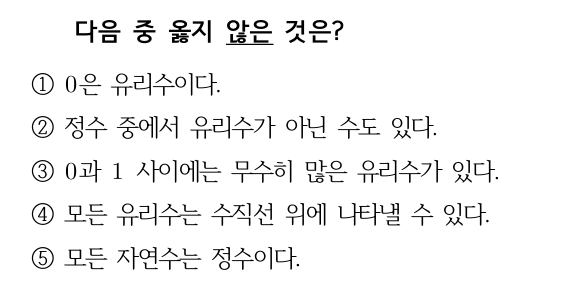 다음 중 옳지 않은 것은?
① 0은 유리수이다.
② 정수 중에서 유리수가 아닌 수도 있다.
③ 0과 1 사이에는 무수히 많은 유리수가 있다.
④ 모든 유리수는 수직선 위에 나타낼 수 있다.
⑤ 모든 자연수는 정수이다.